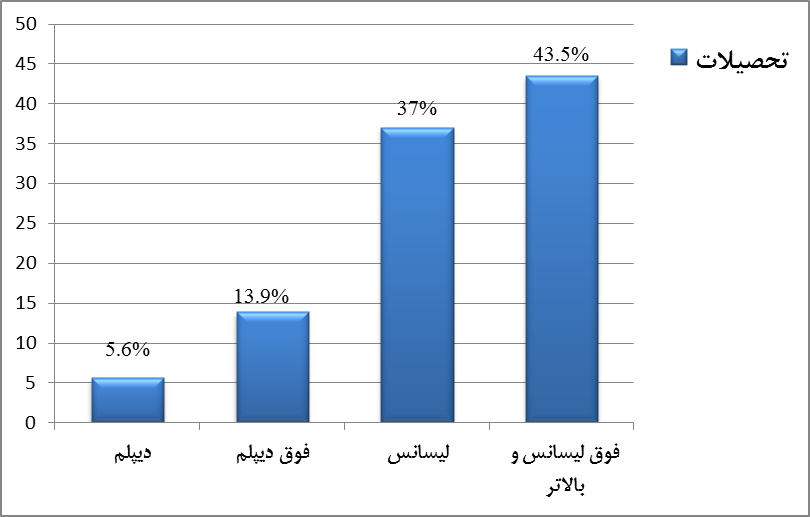 50
45
40
35
30
25
20
15
10
5
0
5.6%
13.9%
37%
43.5%
دیپلم
فوق دیپلم
لیسانس
فوق لیسانس و
بالاتر
تحصیلات